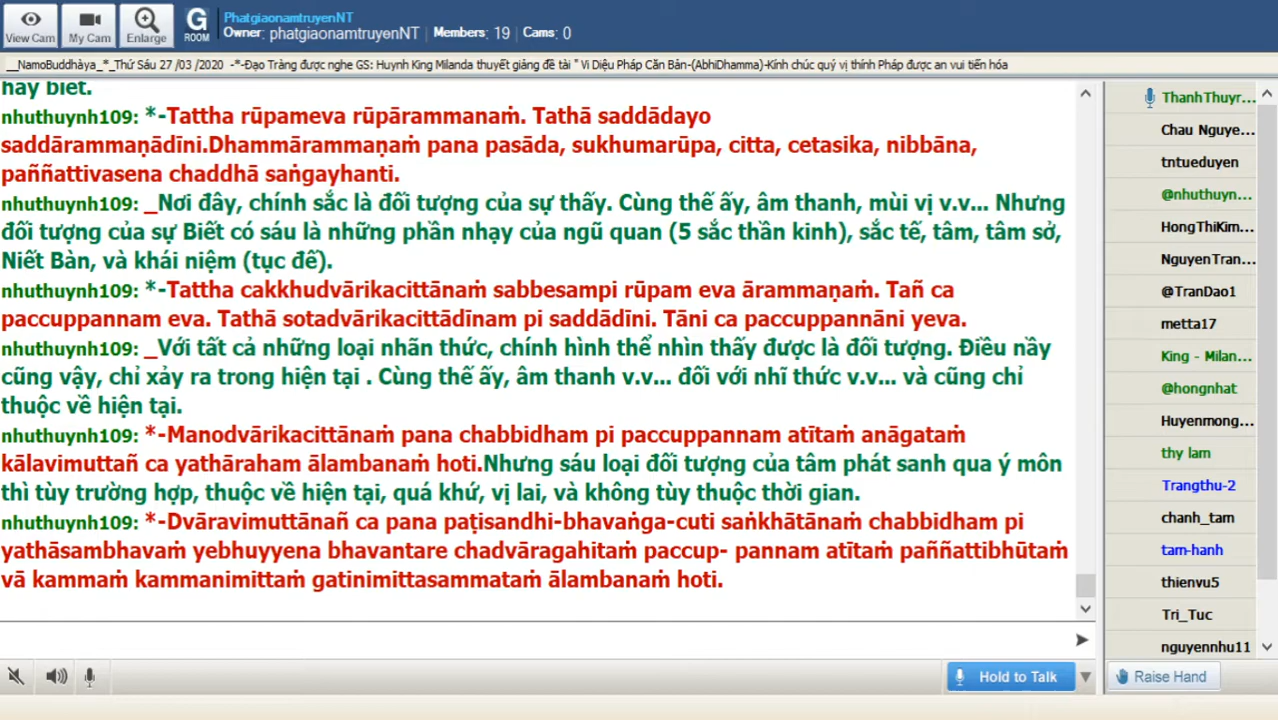 View Cam
My Cam
Enlarge
G
ROOM
PhatgiaonamtruyenNT
Owner: phatgiaonamtruyenNT | Members: 19 | Cams: 0
__NamoBuddhàya_*_Thứ Sáu 27 /03 /2020 -*-Đạo Tràng được nghe GS: Huynh King Milanda thuyết giảng đề tài " Vi Diệu Pháp Căn Bản-(AbhiDhamma)-Kính chúc quý vị thính Pháp được an vui tiến hóa
hay biết.
nhuthuynh109: *-Tattha rūpameva rūpārammanaṁ. Tathā saddādayo
saddārammaṇādīni.Dhammārammaṇaṁ pana pasāda, sukhumarūpa, citta, cetasika, nibbāna,
paññattivasena chaddhā saṅgayhanti.
nhuthuynh109: _Nơi đây, chính sắc là đối tượng của sự thấy. Cùng thế ấy, âm thanh, mùi vị v.v... Nhưng
đối tượng của sự Biết có sáu là những phần nhạy của ngũ quan (5 sắc thần kinh), sắc tế, tâm, tâm sở,
Niết Bàn, và khái niệm (tục đế).
nhuthuynh109: *-Tattha cakkhudvārikacittānaṁ sabbesampi rūpam eva ārammaṇaṁ. Tañ ca
paccuppannam eva. Tathā sotadvārikacittādīnam pi saddādīni. Tāni ca paccuppannāni yeva.
nhuthuynh109: _Với tất cả những loại nhãn thức, chính hình thể nhìn thấy được là đối tượng. Điều nầy
cũng vậy, chỉ xảy ra trong hiện tại . Cùng thế ấy, âm thanh v.v... đối với nhĩ thức v.v... và cũng chỉ
thuộc về hiện tại.
nhuthuynh109: *-Manodvārikacittānaṁ pana chabbidham pi paccuppannam atītaṁ anāgataṁ
kālavimuttañ ca yathāraham ālambanaṁ hoti.Nhưng sáu loại đối tượng của tâm phát sanh qua ý môn
thì tùy trường hợp, thuộc về hiện tại, quá khứ, vị lai, và không tùy thuộc thời gian.
nhuthuynh109: *-Dvāravimuttānañ ca pana paṭisandhi-bhavaṅga-cuti saṅkhātānaṁ chabbidham pi
yathāsambhavaṁ yebhuyyena bhavantare chadvāragahitaṁ paccup- pannam atītaṁ paññattibhūtaṁ
vā kammaṁ kammanimittaṁ gatinimittasammataṁ ālambanaṁ hoti.
ThanhThuyr...
Chau Nguye...
tntueduyen
@nhuthuyn...
HongThiKim...
NguyenTran...
@TranDao1
metta17
King - Milan...
@hongnhat
Huyenmong...
thy lam
Trangthu-2
chanh_tam
tam-hanh
thienvu5
Tri_Tuc
nguyennhu11
Hold to Talk
Raise Hand